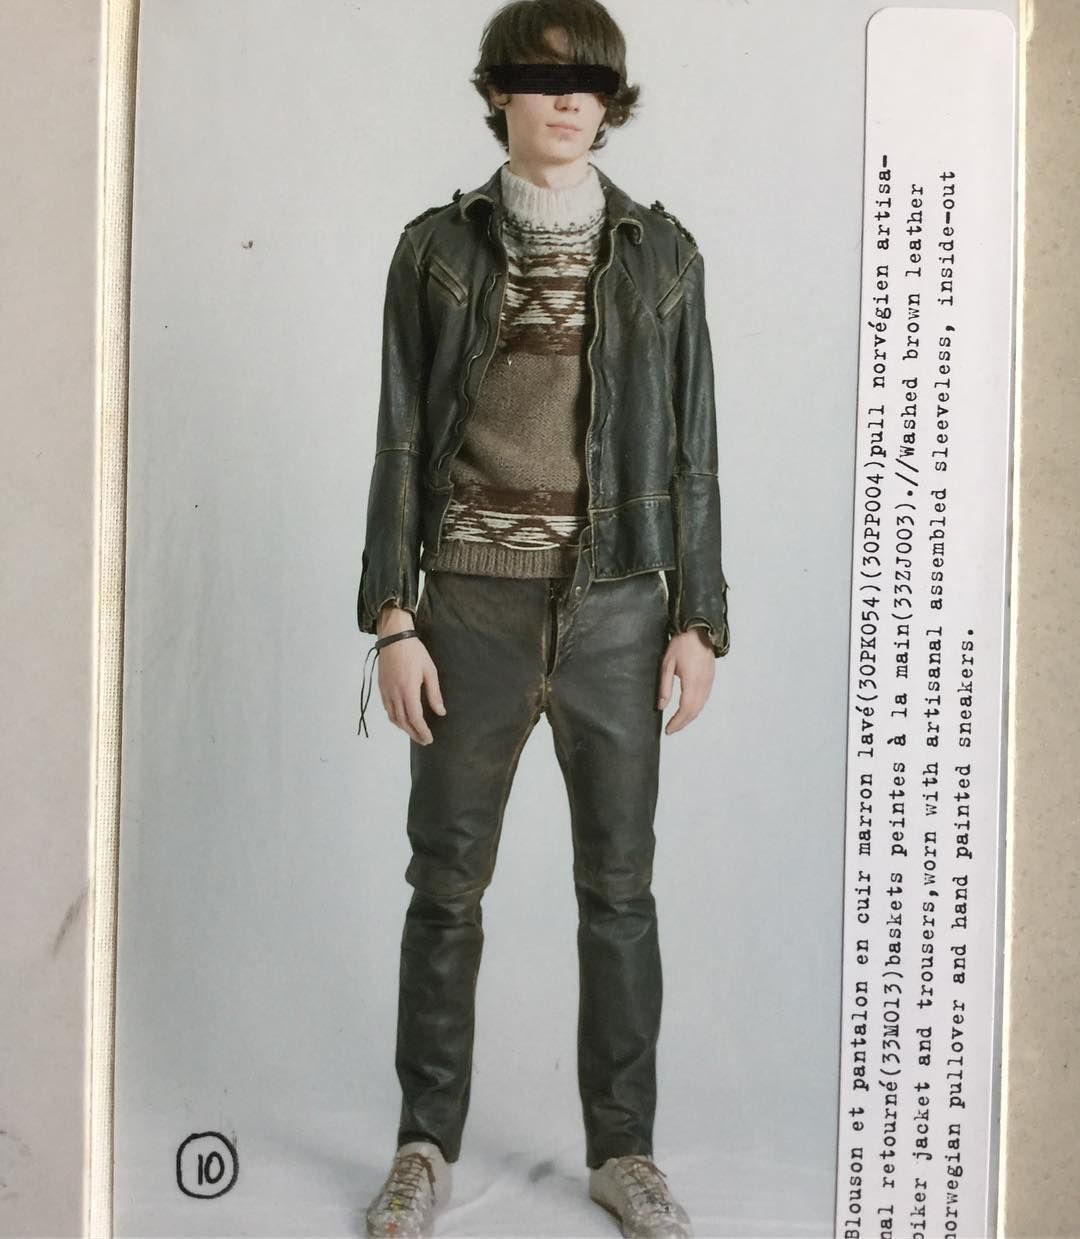 Blouson et pantalon en cuir marron lavé(30PK054)(30PP004)pull norvégien artisa-
nal retourné(33M013)baskets peintes à la main(33ZJ003).//Washed brown leather
biker jacket and trousers,worn with artisanal assembled sleeveless, inside-out
norwegian pullover and hand painted sneakers.
10